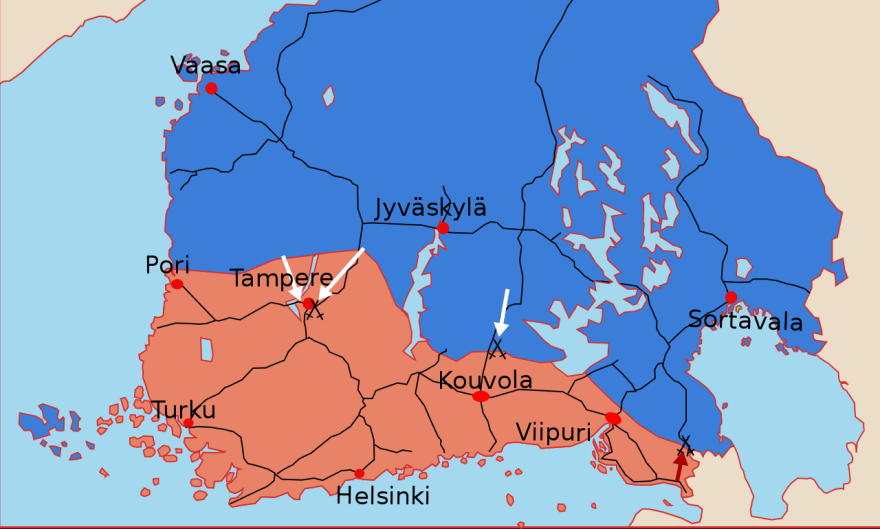 Vaasa
Jyväskylä
Pori
Tampere
Sortavala
Kouvola
Turku
Viipuri
Helsinki